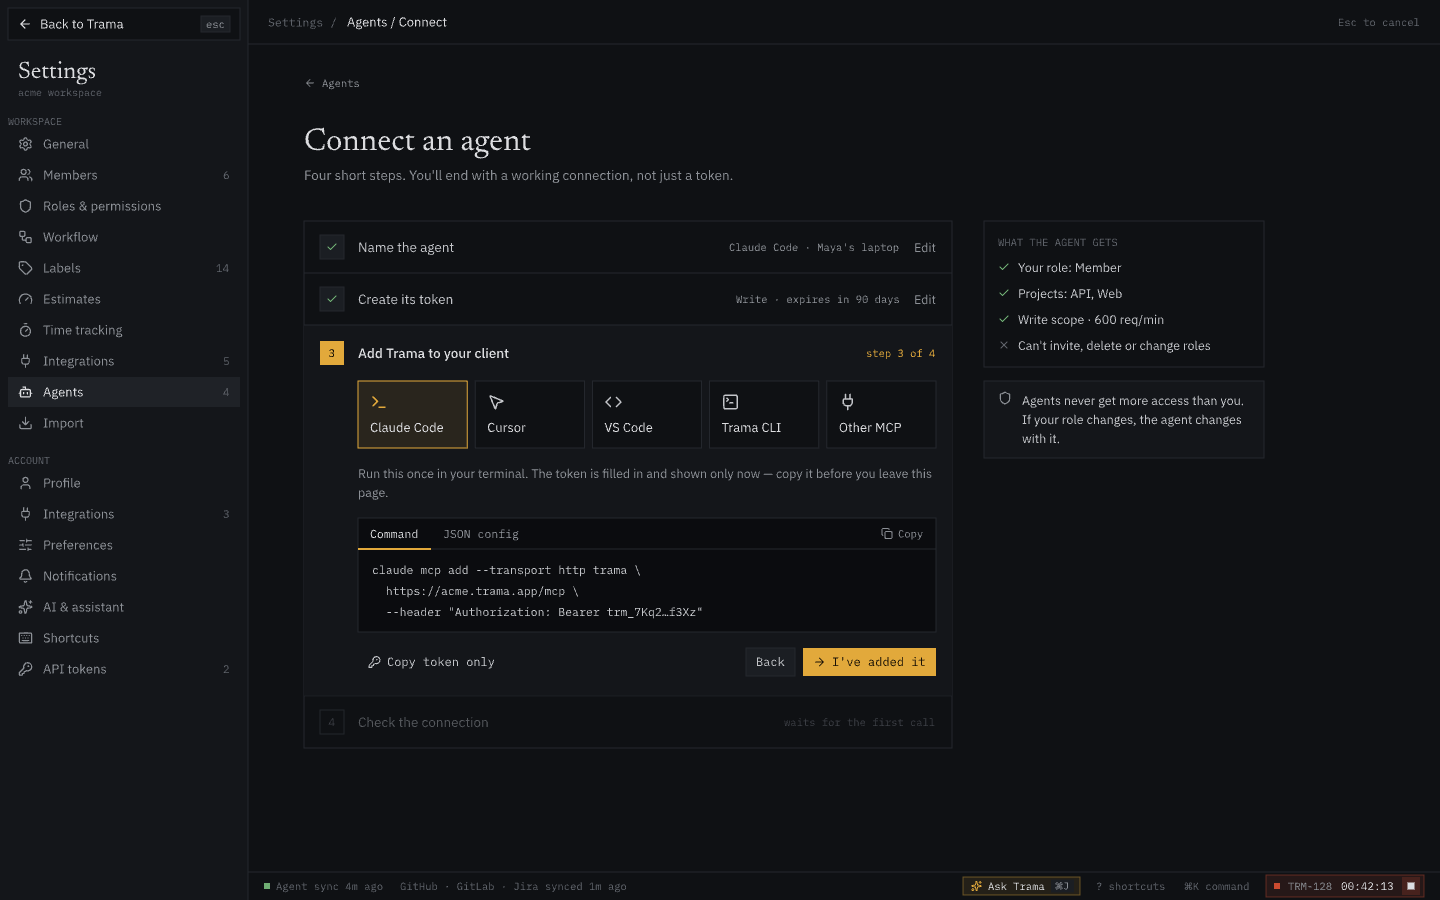 Back to Trama esc
Settings
acme workspace
WORKSPACE
General
Members 6
Roles & permissions
Workflow
Labels 14
Estimates
Time tracking
Integrations 5
Agents 4
Import
ACCOUNT
Profile
Integrations 3
Preferences
Notifications
AI & assistant
Shortcuts
API tokens 2
Settings / Agents / Connect
Esc to cancel
Agents
Connect an agent
Four short steps. You'll end with a working connection, not just a token.
Name the agent Claude Code · Maya's laptop Edit
Create its token Write · expires in 90 days Edit
3 Add Trama to your client step 3 of 4
Claude Code Cursor VS Code Trama CLI Other MCP
Run this once in your terminal. The token is filled in and shown only now — copy it before you leave this
page.
Command JSON config Copy
claude mcp add --transport http trama \
https://acme.trama.app/mcp \
--header "Authorization: Bearer trm_7Kq2…f3Xz"
Copy token only Back I've added it
4 Check the connection waits for the first call
WHAT THE AGENT GETS
Your role: Member
Projects: API, Web
Write scope · 600 req/min
Can't invite, delete or change roles
Agents never get more access than you.
If your role changes, the agent changes
with it.
Agent sync 4m ago GitHub · GitLab · Jira synced 1m ago Ask Trama ⌘J ? shortcuts ⌘K command TRM-128 00:42:13